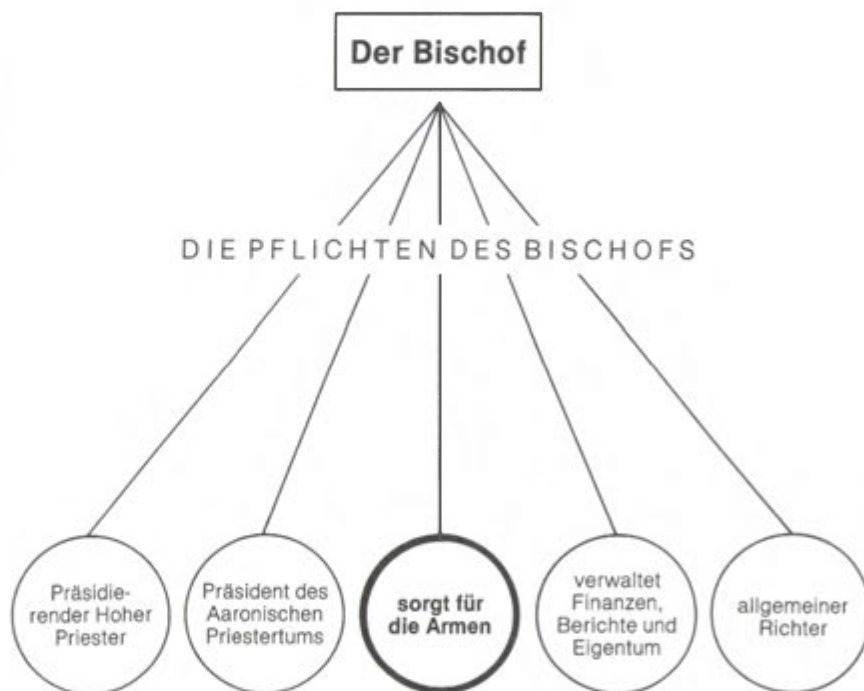 Der Bischof
DIE PFLICHTEN DES BISCHOFS
Präsidie-
render Hoher
Priester
Präsident des
Aaronischen
Priestertums
sorgt für
die Armen
verwaltet
Finanzen,
Berichte und
Eigentum
allgemeiner
Richter